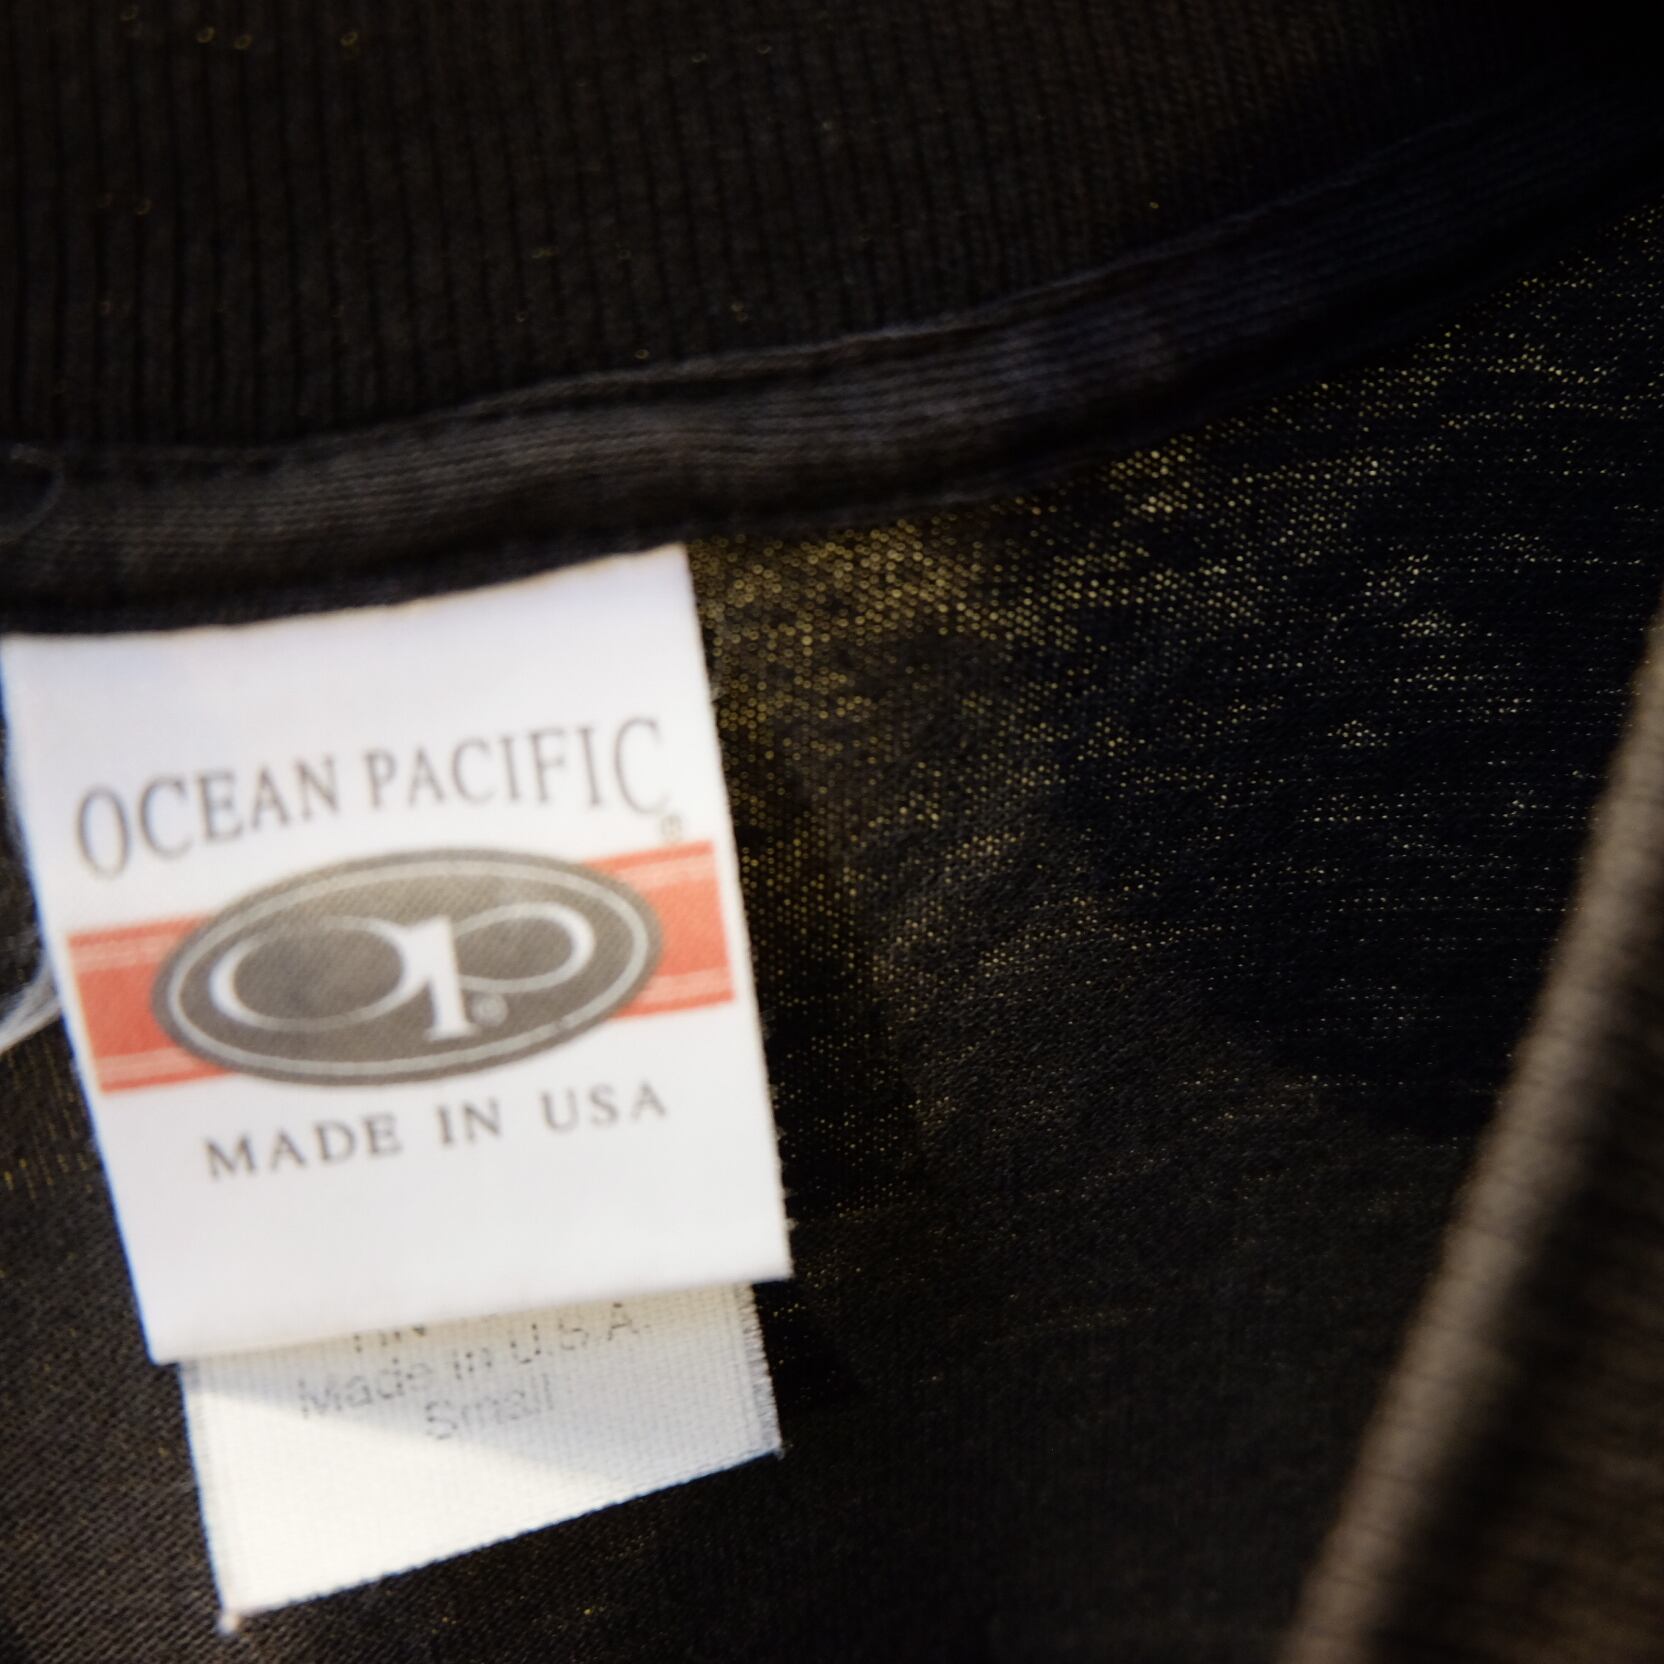 OCEAN PACIFIC®
op®
MADE IN USA
Made in U.S.A.
Small